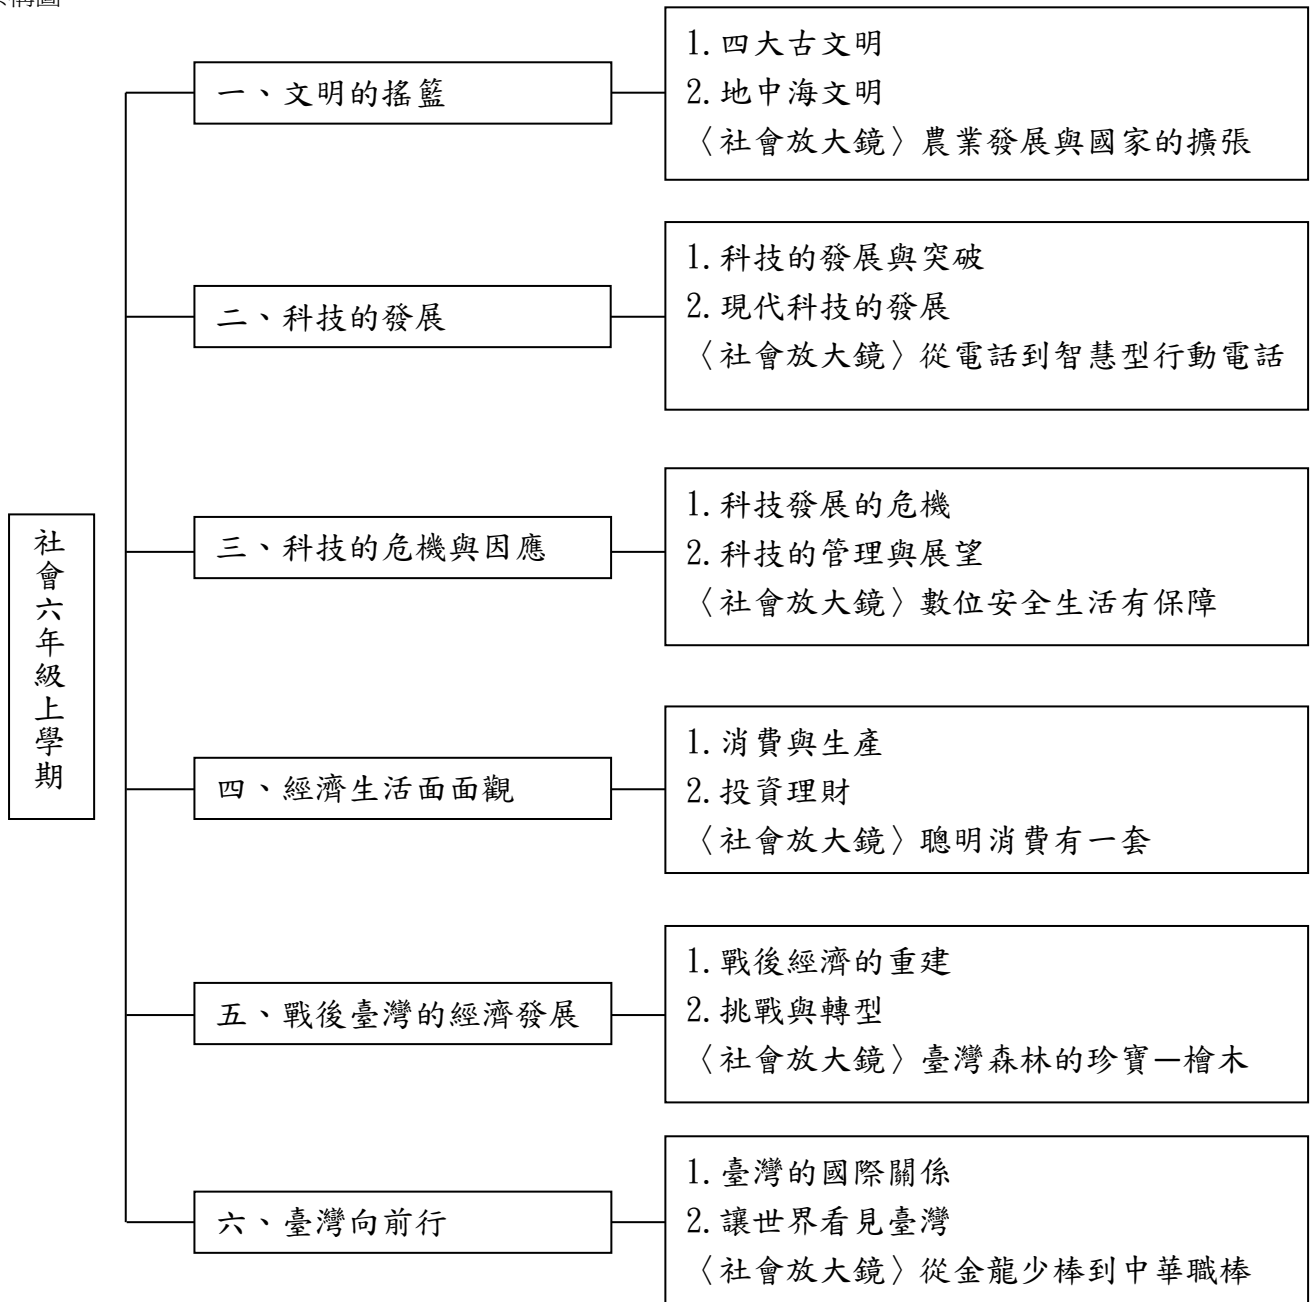 社會六年級上學期
一、文明的搖籃
1.四大古文明
2.地中海文明
〈社會放大鏡〉農業發展與國家的擴張
二、科技的發展
1.科技的發展與突破
2.現代科技的發展
〈社會放大鏡〉從電話到智慧型行動電話
三、科技的危機與因應
1.科技發展的危機
2.科技的管理與展望
〈社會放大鏡〉數位安全生活有保障
四、經濟生活面面觀
1.消費與生產
2.投資理財
〈社會放大鏡〉聰明消費有一套
五、戰後臺灣的經濟發展
1.戰後經濟的重建
2.挑戰與轉型
〈社會放大鏡〉臺灣森林的珍寶—檜木
六、臺灣向前行
1.臺灣的國際關係
2.讓世界看見臺灣
〈社會放大鏡〉從金龍少棒到中華職棒